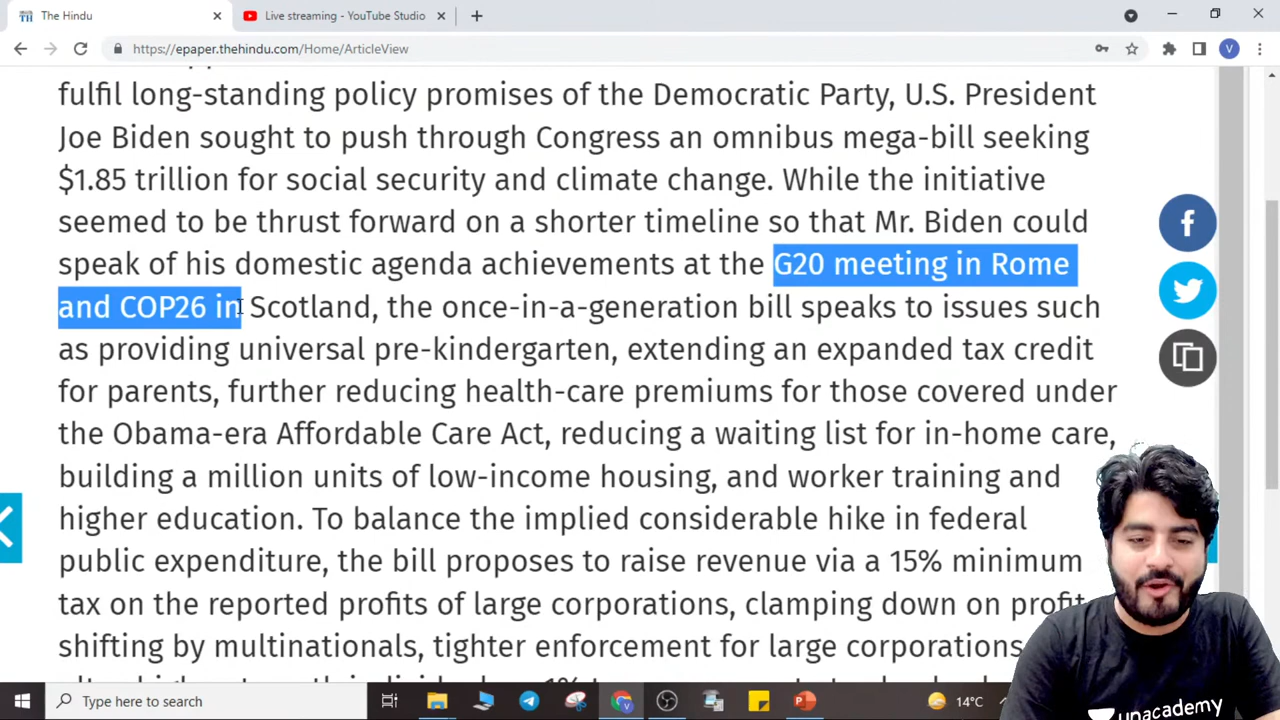 The Hindu
Live streaming - YouTube Studio
https://epaper.thehindu.com/Home/ArticleView
V
fulfil long-standing policy promises of the Democratic Party, U.S. President
Joe Biden sought to push through Congress an omnibus mega-bill seeking
$1.85 trillion for social security and climate change. While the initiative
seemed to be thrust forward on a shorter timeline so that Mr. Biden could
speak of his domestic agenda achievements at the G20 meeting in Rome
and COP26 in Scotland, the once-in-a-generation bill speaks to issues such
as providing universal pre-kindergarten, extending an expanded tax credit
for parents, further reducing health-care premiums for those covered under
the Obama-era Affordable Care Act, reducing a waiting list for in-home care,
building a million units of low-income housing, and worker training and
higher education. To balance the implied considerable hike in federal
public expenditure, the bill proposes to raise revenue via a 15% minimum
tax on the reported profits of large corporations, clamping down on profit
shifting by multinationals, tighter enforcement for large corporations
Type here to search
14°C
unacademy